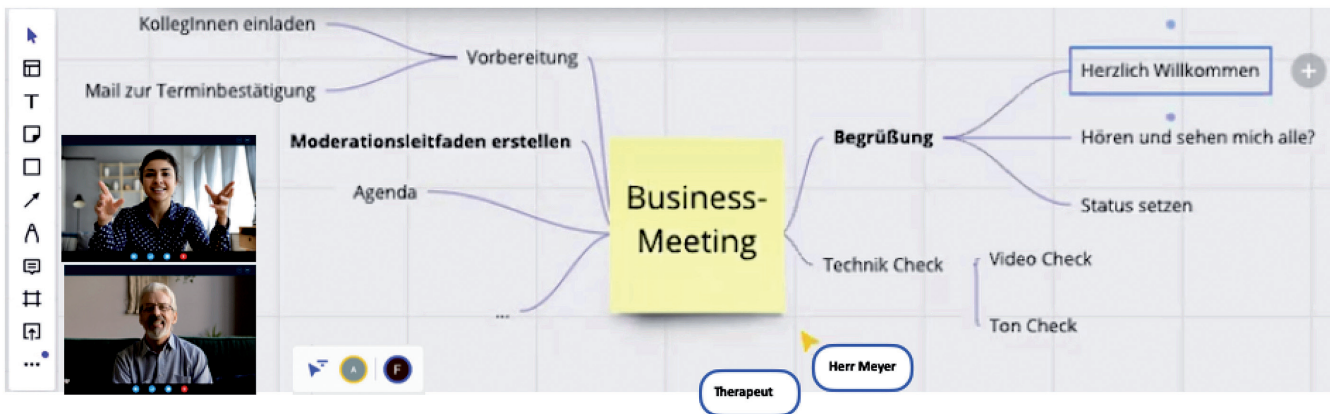 KollegInnen einladen
Mail zur Terminbestätigung
Vorbereitung
Moderationsleitfaden erstellen
Agenda
...
Business-
Meeting
Begrüßung
Herzlich Willkommen
Hören und sehen mich alle?
Status setzen
Technik Check
Video Check
Ton Check
T
A
F
Herr Meyer
Therapeut